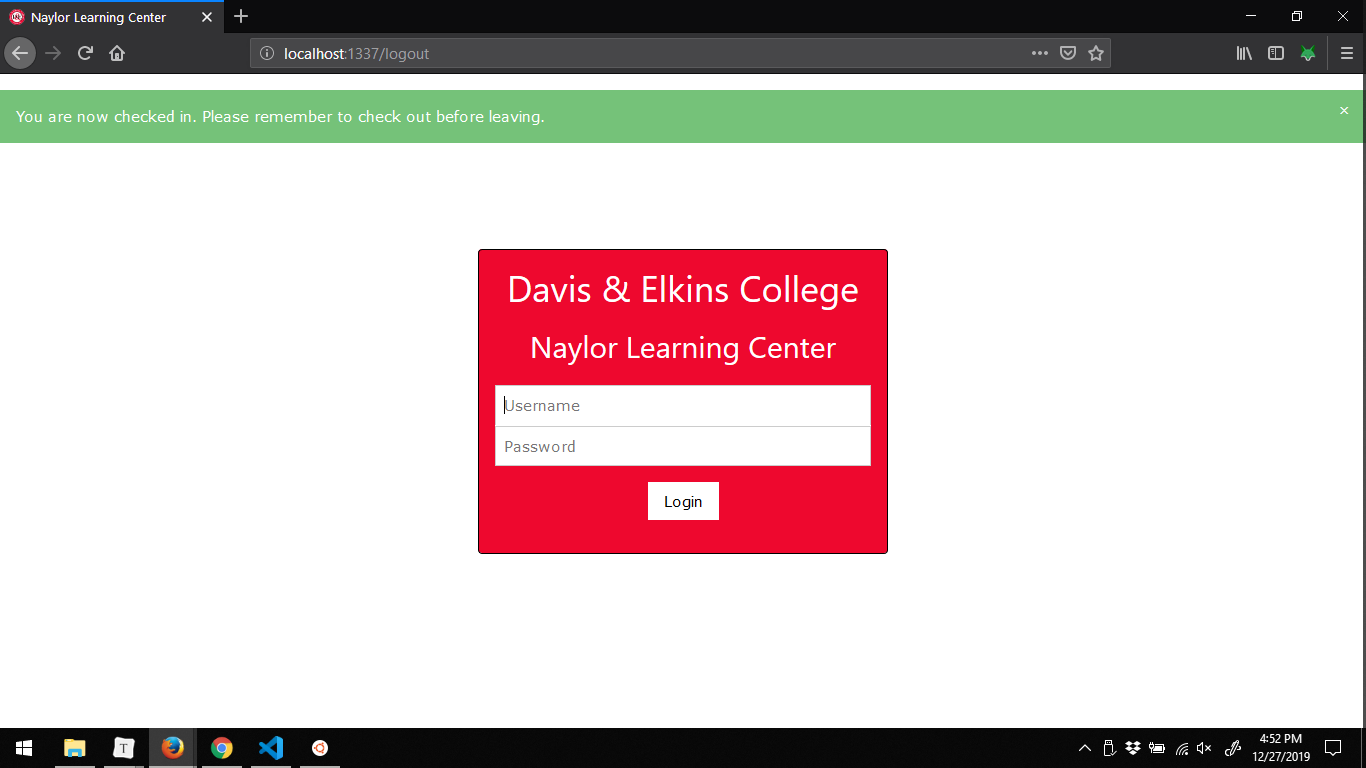 Naylor Learning Center
localhost:1337/logout
You are now checked in. Please remember to check out before leaving.
×
Davis & Elkins College
Naylor Learning Center
Username
Password
Login
T
4:52 PM
12/27/2019